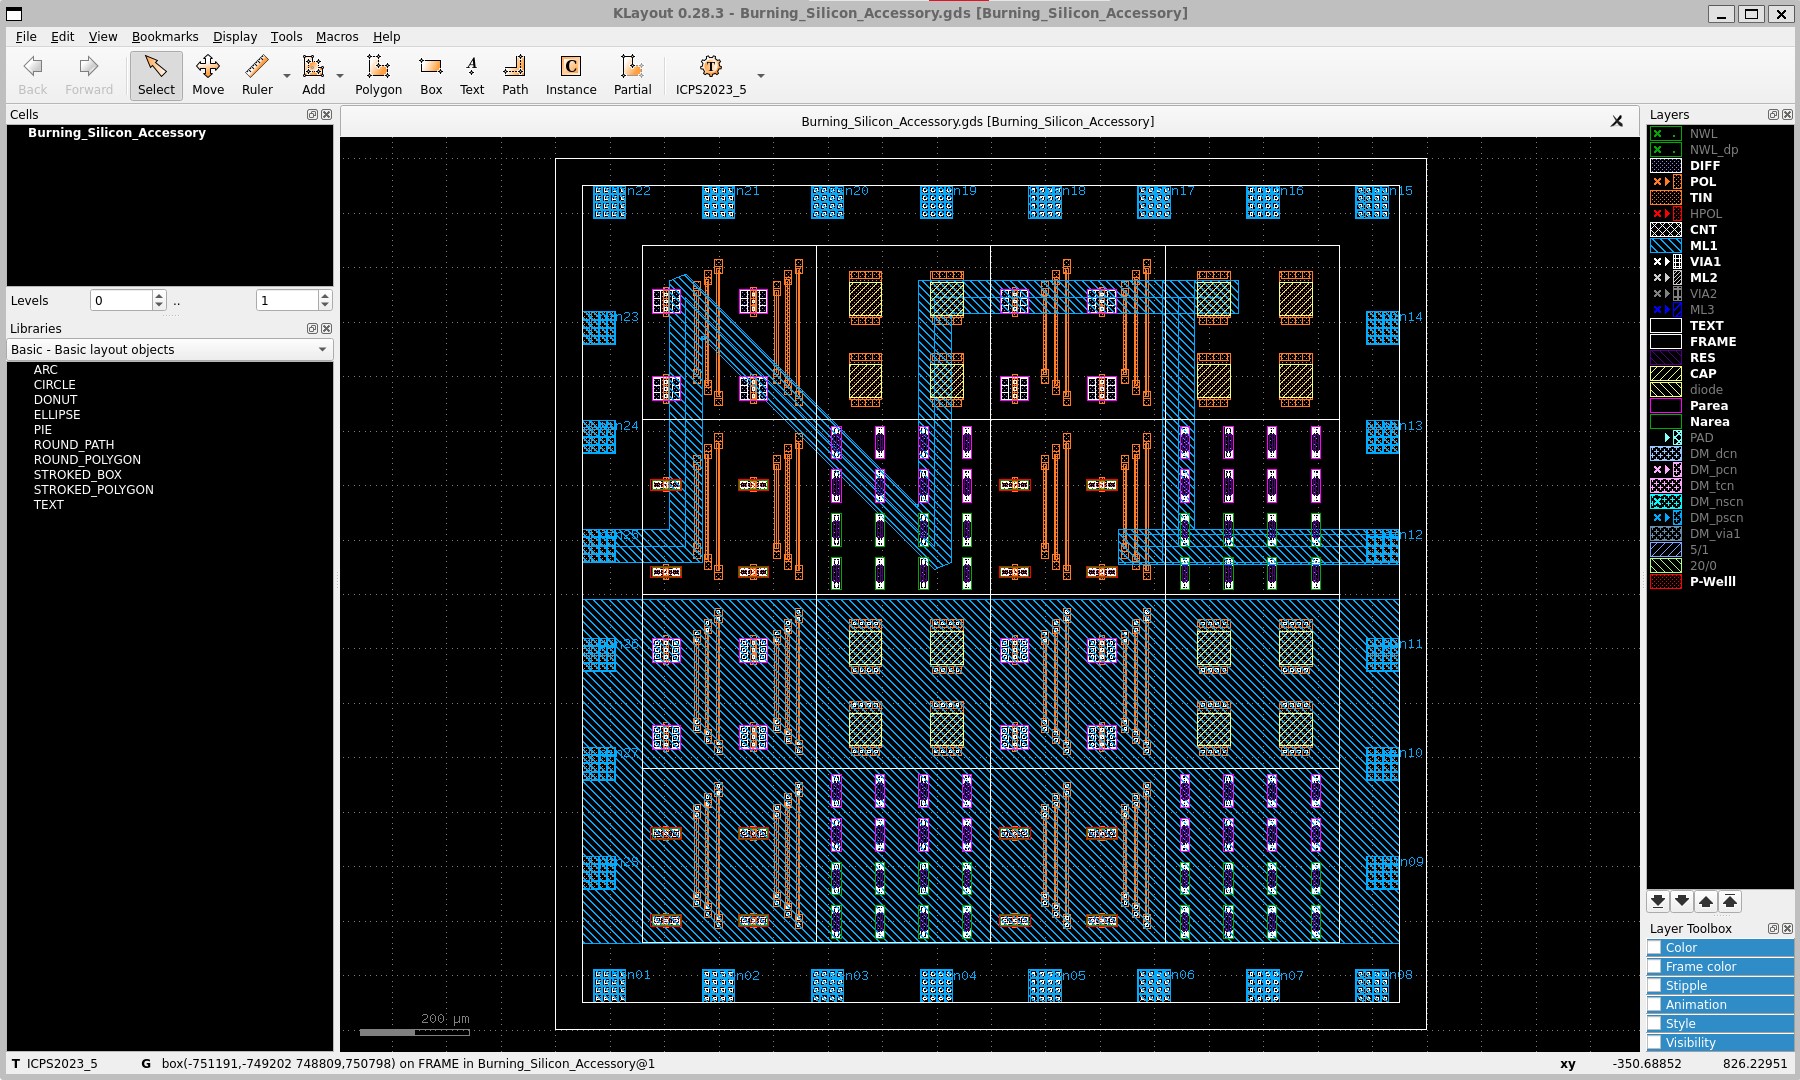 KLayout 0.28.3 - Burning_Silicon_Accessory.gds [Burning_Silicon_Accessory]
File Edit View Bookmarks Display Tools Macros Help
Back Forward Select Move Ruler Add Polygon Box Text Path Instance Partial ICPS2023_5
Cells
Burning_Silicon_Accessory
Levels 0 .. 1
Libraries
Basic - Basic layout objects
ARC
CIRCLE
DONUT
ELLIPSE
PIE
ROUND_PATH
ROUND_POLYGON
STROKED_BOX
STROKED_POLYGON
TEXT
Burning_Silicon_Accessory.gds [Burning_Silicon_Accessory]
n22 n21 n20 n19 n18 n17 n16 n15
n23 n14
n24 n13
n25 n12
n26 n11
n27 n10
n28 n09
n01 n02 n03 n04 n05 n06 n07 n08
200 µm
Layers
NWL
NWL_dp
DIFF
POL
TIN
HPOL
CNT
ML1
VIA1
ML2
VIA2
ML3
TEXT
FRAME
RES
CAP
diode
Parea
Narea
PAD
DM_dcn
DM_pcn
DM_tcn
DM_nscn
DM_pscn
DM_via1
5/1
20/0
P-Welll
Layer Toolbox
Color
Frame color
Stipple
Animation
Style
Visibility
T ICPS2023_5 G box(-751191,-749202 748809,750798) on FRAME in Burning_Silicon_Accessory@1 xy -350.68852 826.22951